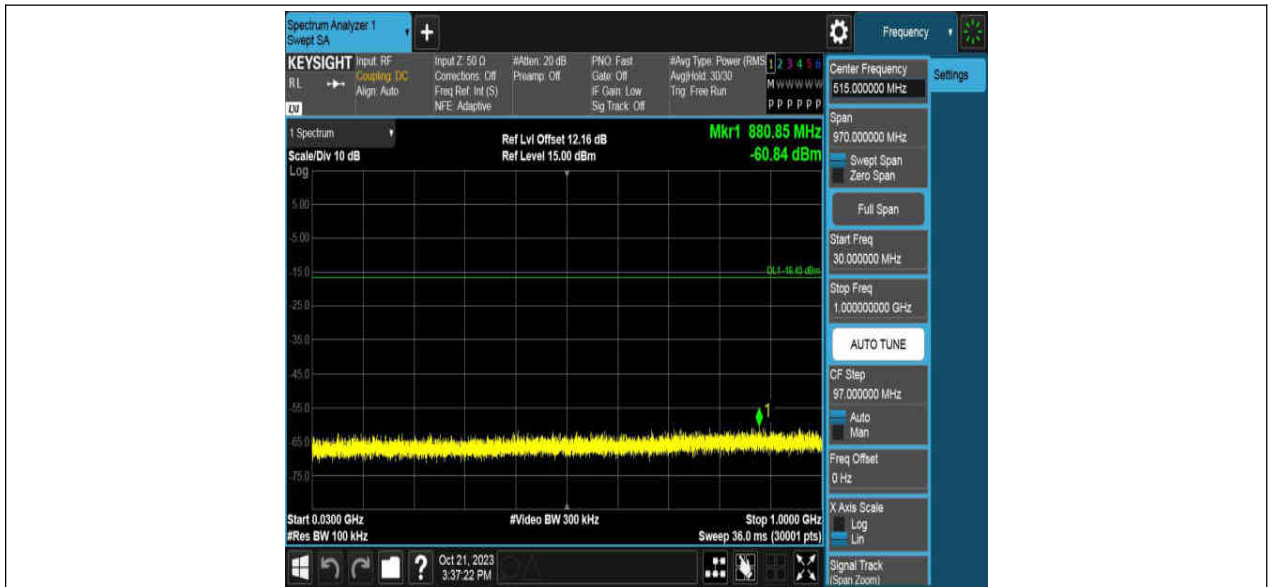 Spectrum Analyzer 1
Swept SA
+
Frequency
KEYSIGHT
RL
LXI
Input: RF
Coupling: DC
Align: Auto
Input Z: 50 Ω
Corrections: Off
Freq Ref: Int (S)
NFE: Adaptive
#Atten: 20 dB
Preamp: Off
PNO: Fast
Gate: Off
IF Gain: Low
Sig Track: Off
#Avg Type: Power (RMS
Avg|Hold: 30/30
Trig: Free Run
1 2 3 4 5 6
M W W W W W
P P P P P P
1 Spectrum
Scale/Div 10 dB
Log
Ref Lvl Offset 12.16 dB
Ref Level 15.00 dBm
Mkr1 880.85 MHz
-60.84 dBm
5.00
-5.00
-15.0
DL1 -16.45 dBm
-25.0
-35.0
-45.0
-55.0
1
-65.0
-75.0
Start 0.0300 GHz
#Res BW 100 kHz
#Video BW 300 kHz
Stop 1.0000 GHz
Sweep 36.0 ms (30001 pts)
?
Oct 21, 2023
3:37:22 PM
Center Frequency
515.000000 MHz
Settings
Span
970.000000 MHz
Swept Span
Zero Span
Full Span
Start Freq
30.000000 MHz
Stop Freq
1.000000000 GHz
AUTO TUNE
CF Step
97.000000 MHz
Auto
Man
Freq Offset
0 Hz
X Axis Scale
Log
Lin
Signal Track
(Span Zoom)